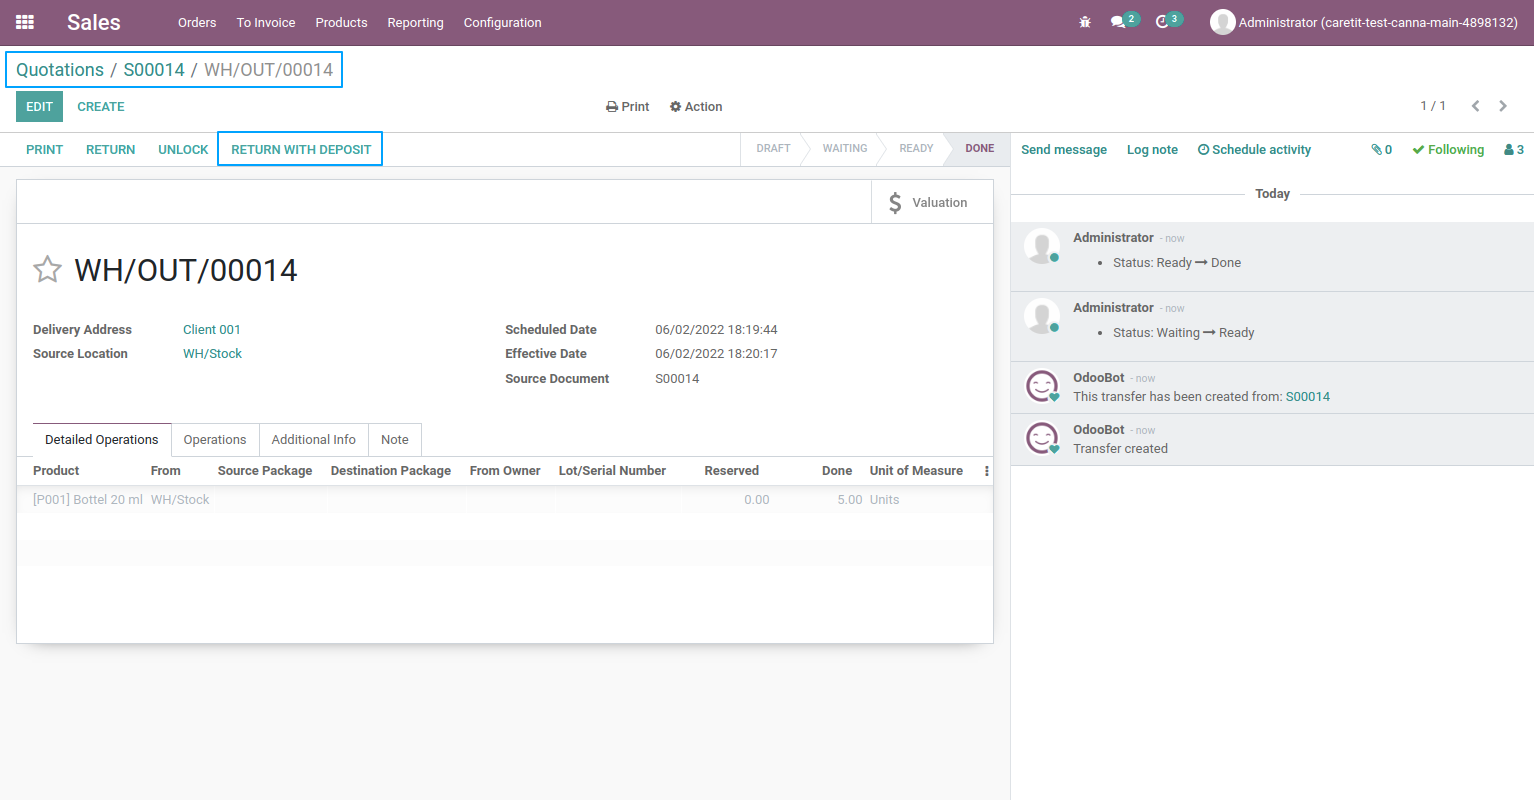 Sales Orders To Invoice Products Reporting Configuration 2 3 Administrator (caretit-test-canna-main-4898132)
Quotations / S00014 / WH/OUT/00014
EDIT CREATE Print Action 1 / 1
PRINT RETURN UNLOCK RETURN WITH DEPOSIT DRAFT WAITING READY DONE
$ Valuation
WH/OUT/00014
Delivery Address Client 001 Scheduled Date 06/02/2022 18:19:44
Source Location WH/Stock Effective Date 06/02/2022 18:20:17
Source Document S00014
Detailed Operations Operations Additional Info Note
Product From Source Package Destination Package From Owner Lot/Serial Number Reserved Done Unit of Measure
[P001] Bottel 20 ml WH/Stock 0.00 5.00 Units
Send message Log note Schedule activity 0 Following 3
Today
Administrator - now
• Status: Ready → Done
Administrator - now
• Status: Waiting → Ready
OdooBot - now
This transfer has been created from: S00014
OdooBot - now
Transfer created